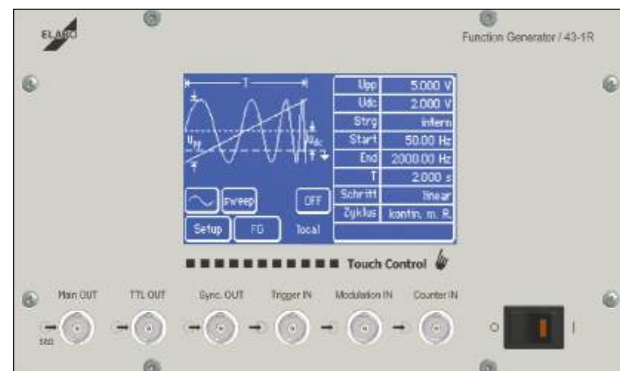 ELABO
Function Generator / 43-1R
T
Upp 5.000 V
Udc 2.000 V
Strg intern
Start 50.00 Hz
End 2000.00 Hz
T 2.000 s
Schritt linear
Zyklus kontin. m. R.
Upp
Udc
sweep
OFF
Setup
FG
local
Touch Control
Main OUT
TTL OUT
Sync. OUT
Trigger IN
Modulation IN
Counter IN
50Ω
O
I